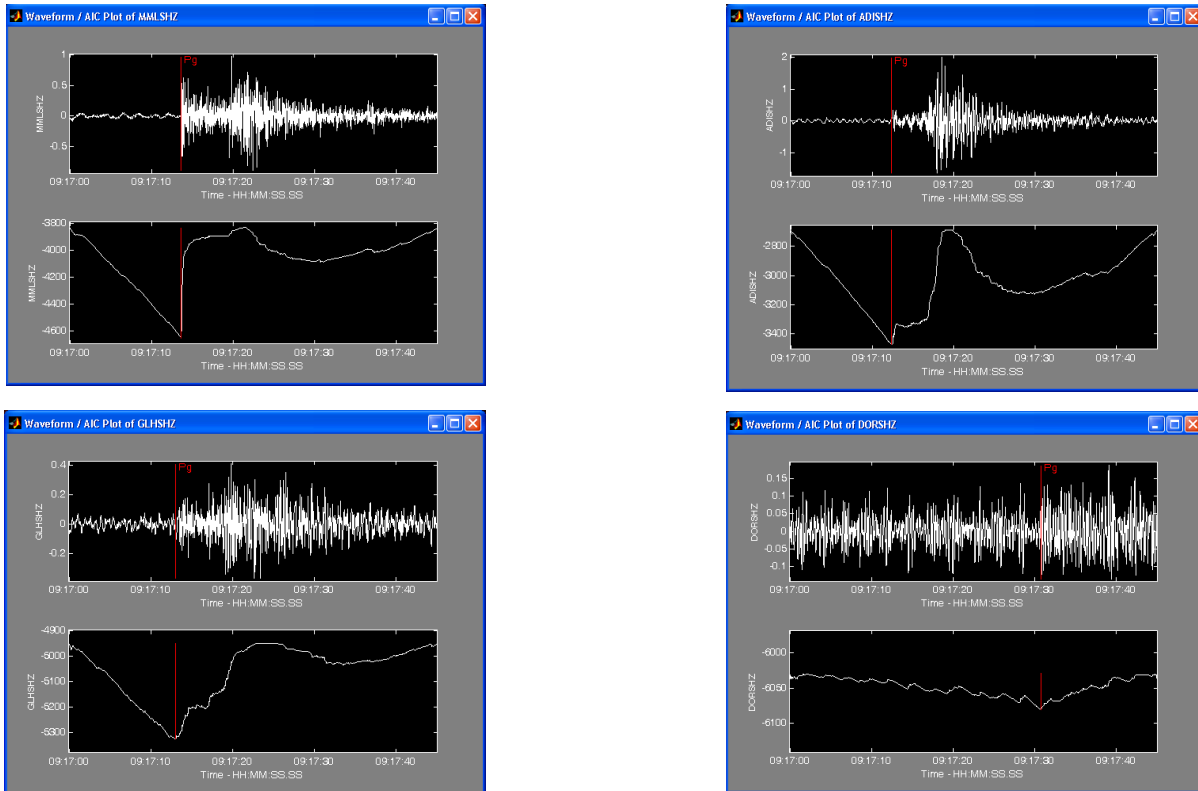 Waveform / AIC Plot of MMLSHZ
Pg
1
0.5
0
-0.5
MMLSHZ
09:17:00 09:17:10 09:17:20 09:17:30 09:17:40
Time - HH:MM:SS.SS
-3800
-4000
-4200
-4400
-4600
MMLSHZ
09:17:00 09:17:10 09:17:20 09:17:30 09:17:40
Time - HH:MM:SS.SS
Waveform / AIC Plot of ADISHZ
Pg
2
1
0
-1
ADISHZ
09:17:00 09:17:10 09:17:20 09:17:30 09:17:40
Time - HH:MM:SS.SS
-2800
-3000
-3200
-3400
ADISHZ
09:17:00 09:17:10 09:17:20 09:17:30 09:17:40
Time - HH:MM:SS.SS
Waveform / AIC Plot of GLHSHZ
Pg
0.4
0.2
0
-0.2
GLHSHZ
09:17:00 09:17:10 09:17:20 09:17:30 09:17:40
Time - HH:MM:SS.SS
-4900
-5000
-5100
-5200
-5300
GLHSHZ
09:17:00 09:17:10 09:17:20 09:17:30 09:17:40
Time - HH:MM:SS.SS
Waveform / AIC Plot of DORSHZ
Pg
0.15
0.1
0.05
0
-0.05
-0.1
DORSHZ
09:17:00 09:17:10 09:17:20 09:17:30 09:17:40
Time - HH:MM:SS.SS
-6000
-6050
-6100
DORSHZ
09:17:00 09:17:10 09:17:20 09:17:30 09:17:40
Time - HH:MM:SS.SS